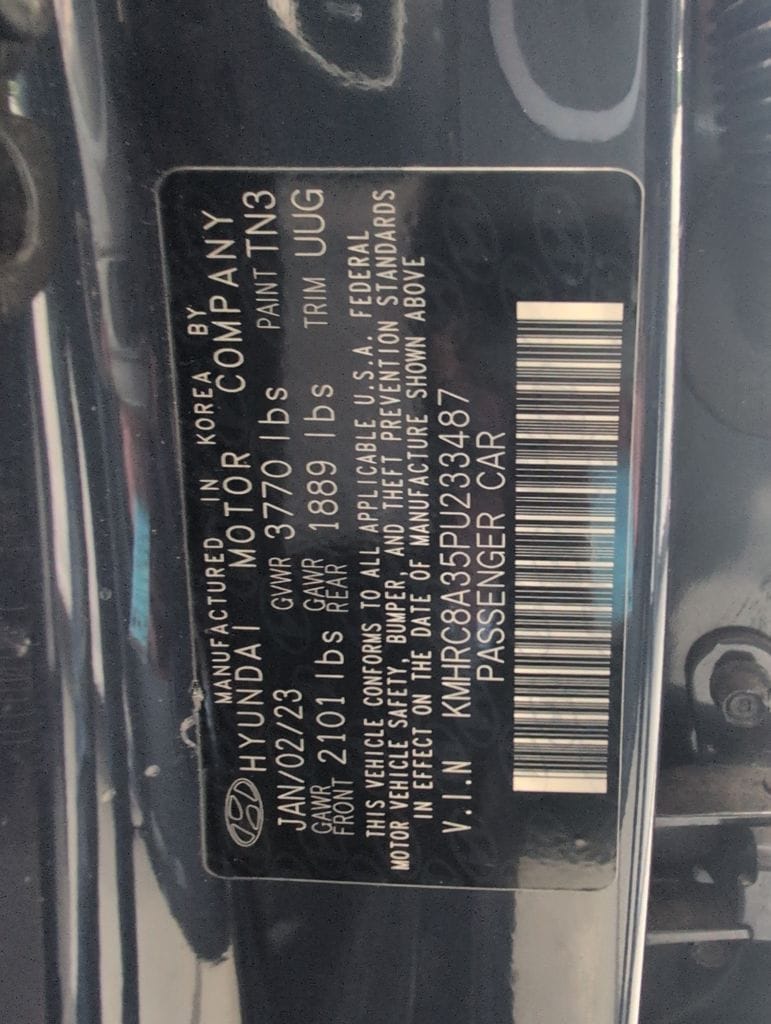 MANUFACTURED IN KOREA BY
HYUNDAI MOTOR COMPANY
JAN/02/23 GVWR 3770 lbs PAINT TN3
GAWR FRONT 2101 lbs GAWR REAR 1889 lbs TRIM UUG
THIS VEHICLE CONFORMS TO ALL APPLICABLE U.S.A. FEDERAL
MOTOR VEHICLE SAFETY, BUMPER, AND THEFT PREVENTION STANDARDS
IN EFFECT ON THE DATE OF MANUFACTURE SHOWN ABOVE
V.I.N KMHRC8A35PU233487
PASSENGER CAR